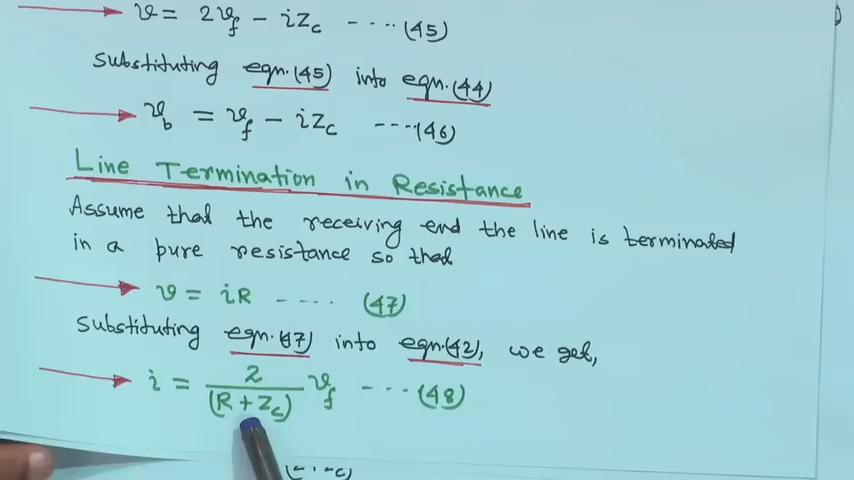 v = 2v_f - iZ_c ---- (45)
Substituting eqn.(45) into eqn.(44)
v_b = v_f - iZ_c ----(46)
Line Termination in Resistance
Assume that the receiving end the line is terminated
in a pure resistance so that
v = iR ----- (47)
Substituting eqn.(47) into eqn.(42), we get,
i = 2/(R+Z_c) v_f ---- (48)